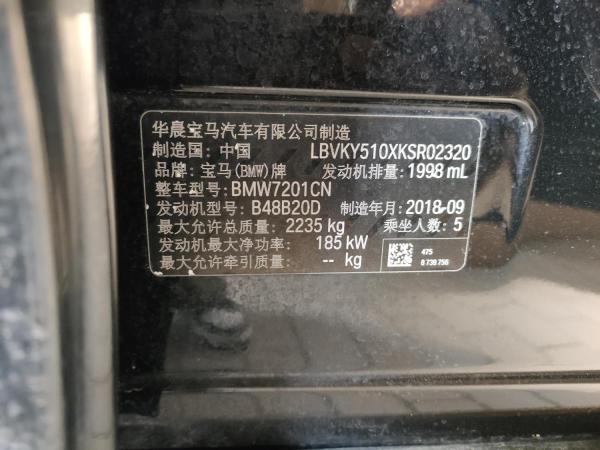 华晨宝马汽车有限公司制造
制造国: 中国 LBVKY510XKSR02320
品牌: 宝马(BMW)牌 发动机排量: 1998 mL
整车型号: BMW7201CN
发动机型号: B48B20D 制造年月: 2018-09
最大允许总质量: 2235 kg 乘坐人数: 5
发动机最大净功率: 185 kW
最大允许牵引质量: -- kg
475
8 738 756